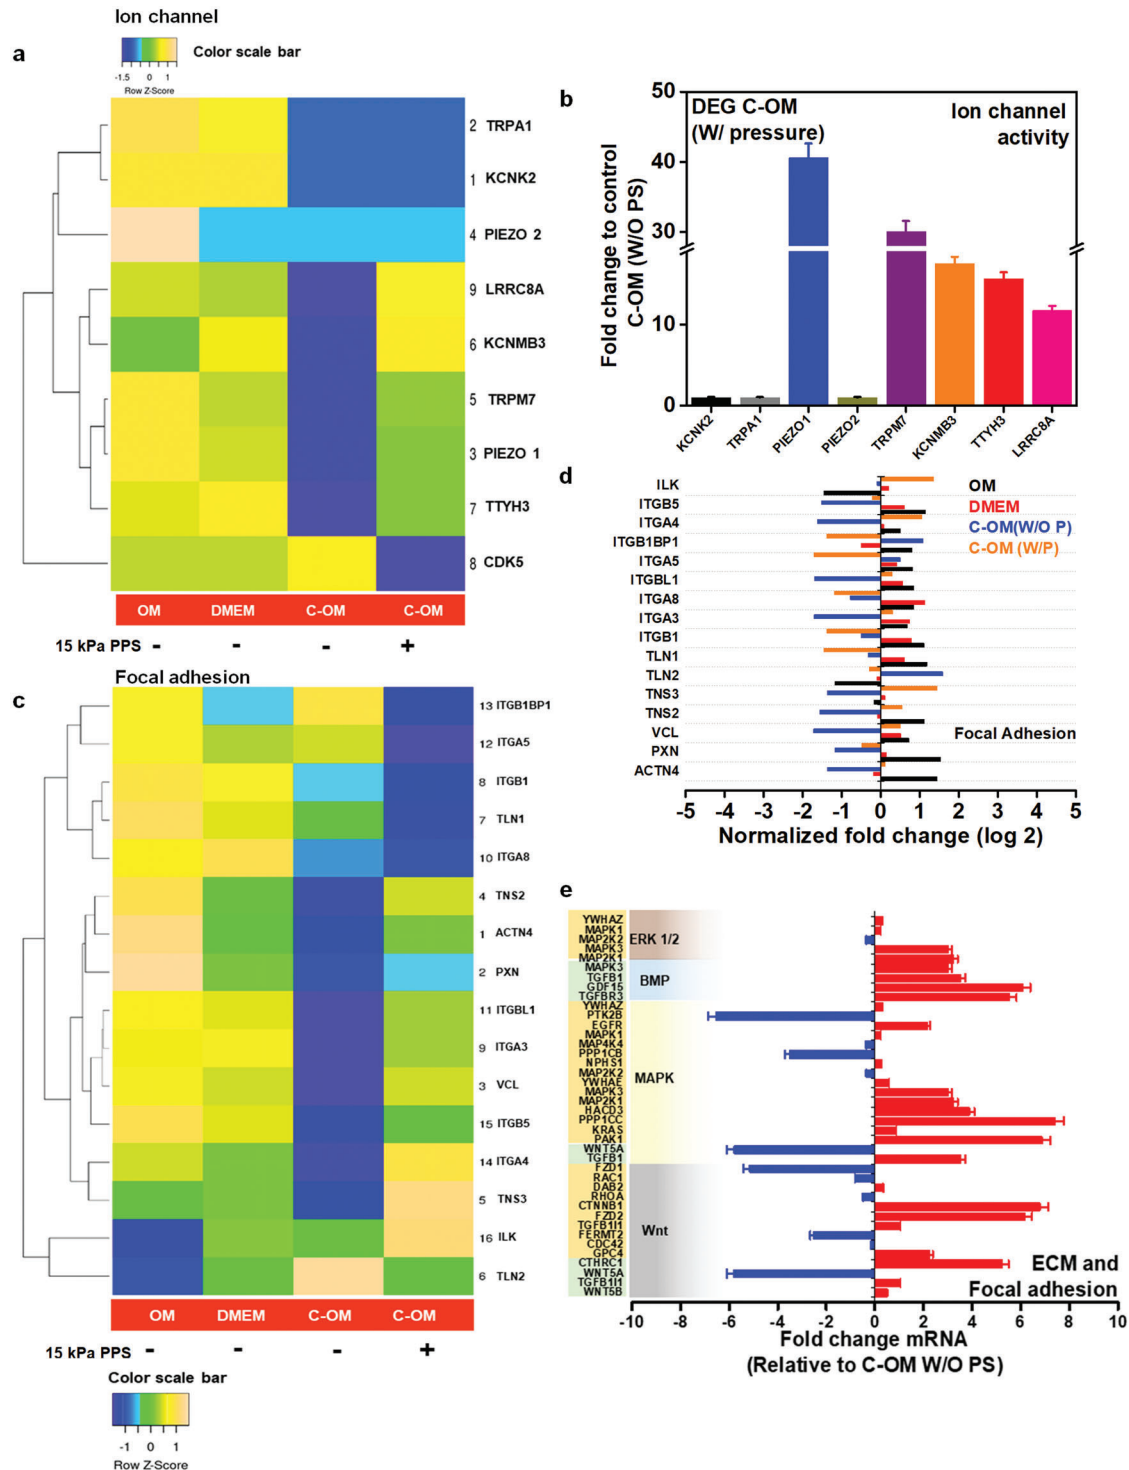 Ion channel
a
Color scale bar
-1.5 0 1
Row Z-Score
2 TRPA1
1 KCNK2
4 PIEZO 2
9 LRRC8A
6 KCNMB3
5 TRPM7
3 PIEZO 1
7 TTYH3
8 CDK5
OM DMEM C-OM C-OM
15 kPa PPS - - - +
b
50
40
30
10
0
Fold change to control
C-OM (W/O PS)
DEG C-OM
(W/ pressure)
Ion channel
activity
KCNK2
TRPA1
PIEZO1
PIEZO2
TRPM7
KCNMB3
TTYH3
LRRC8A
Focal adhesion
c
13 ITGB1BP1
12 ITGA5
8 ITGB1
7 TLN1
10 ITGA8
4 TNS2
1 ACTN4
2 PXN
11 ITGBL1
9 ITGA3
3 VCL
15 ITGB5
14 ITGA4
5 TNS3
16 ILK
6 TLN2
OM DMEM C-OM C-OM
15 kPa PPS - - - +
Color scale bar
-1 0 1
Row Z-Score
d
ILK
ITGB5
ITGA4
ITGB1BP1
ITGA5
ITGBL1
ITGA8
ITGA3
ITGB1
TLN1
TLN2
TNS3
TNS2
VCL
PXN
ACTN4
OM
DMEM
C-OM(W/O P)
C-OM (W/P)
Focal Adhesion
-5 -4 -3 -2 -1 0 1 2 3 4 5
Normalized fold change (log 2)
e
YWHAZ
MAPK1
MAP2K2
MAPK3
MAP2K1
MAPK3
TGFB1
GDF15
TGFBR3
YWHAZ
PTK2B
EGFR
MAPK1
MAP4K4
PPP1CB
NPHS1
MAP2K2
YWHAE
MAPK3
MAP2K1
HACD3
PPP1CC
KRAS
PAK1
WNT5A
TGFB1
FZD1
RAC1
DAB2
RHOA
CTNNB1
FZD2
TGFB1I1
FERMT2
CDC42
GPC4
CTHRC1
WNT5A
TGFB1I1
WNT5B
ERK 1/2
BMP
MAPK
Wnt
ECM and
Focal adhesion
-10 -8 -6 -4 -2 0 2 4 6 8 10
Fold change mRNA
(Relative to C-OM W/O PS)